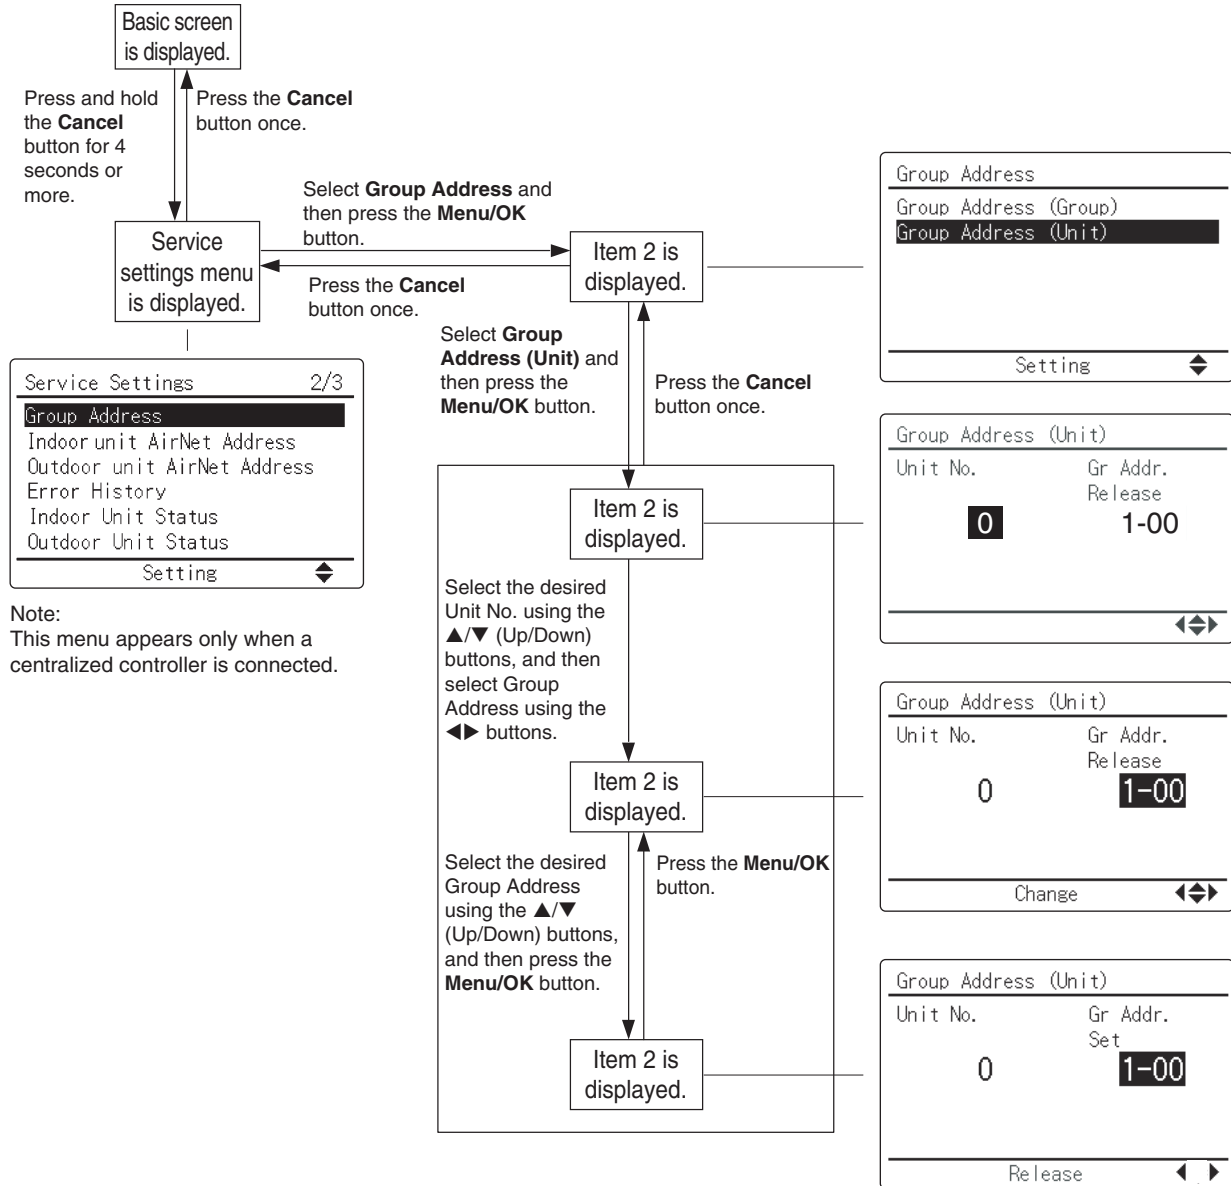 Basic screen
is displayed.
Press and hold
the Cancel
button for 4
seconds or
more.
Press the Cancel
button once.
Service
settings menu
is displayed.
Select Group Address and
then press the Menu/OK
button.
Press the Cancel
button once.
Item 2 is
displayed.
Group Address
Group Address (Group)
Group Address (Unit)
Setting
Service Settings 2/3
Group Address
Indoor unit AirNet Address
Outdoor unit AirNet Address
Error History
Indoor Unit Status
Outdoor Unit Status
Setting
Note:
This menu appears only when a
centralized controller is connected.
Select Group
Address (Unit) and
then press the
Menu/OK button.
Press the Cancel
button once.
Item 2 is
displayed.
Group Address (Unit)
Unit No. Gr Addr.
Release
0 1-00
Select the desired
Unit No. using the
▲/▼ (Up/Down)
buttons, and then
select Group
Address using the
◀▶ buttons.
Item 2 is
displayed.
Group Address (Unit)
Unit No. Gr Addr.
Release
0 1-00
Change
Select the desired
Group Address
using the ▲/▼
(Up/Down) buttons,
and then press the
Menu/OK button.
Press the Menu/OK
button.
Item 2 is
displayed.
Group Address (Unit)
Unit No. Gr Addr.
Set
0 1-00
Release